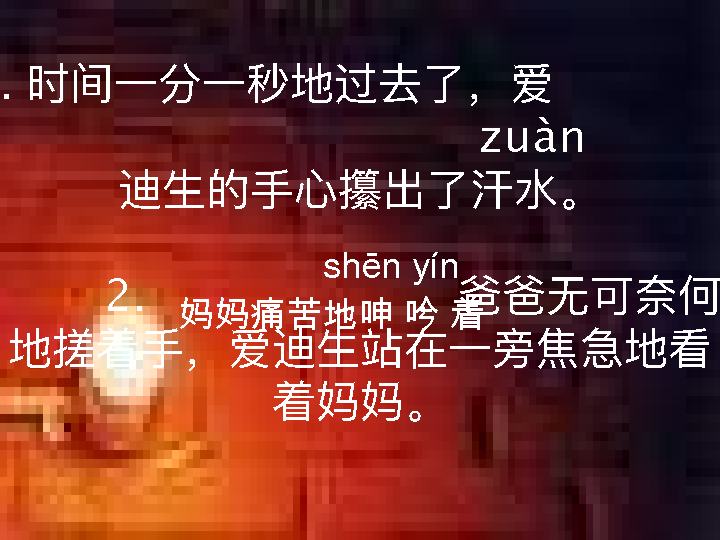 . 时间一分一秒地过去了，爱
zuàn
迪生的手心攥出了汗水。
shēn yín
2. 妈妈痛苦地呻 吟 着 爸爸无可奈何
地搓着手，爱迪生站在一旁焦急地看
着妈妈。